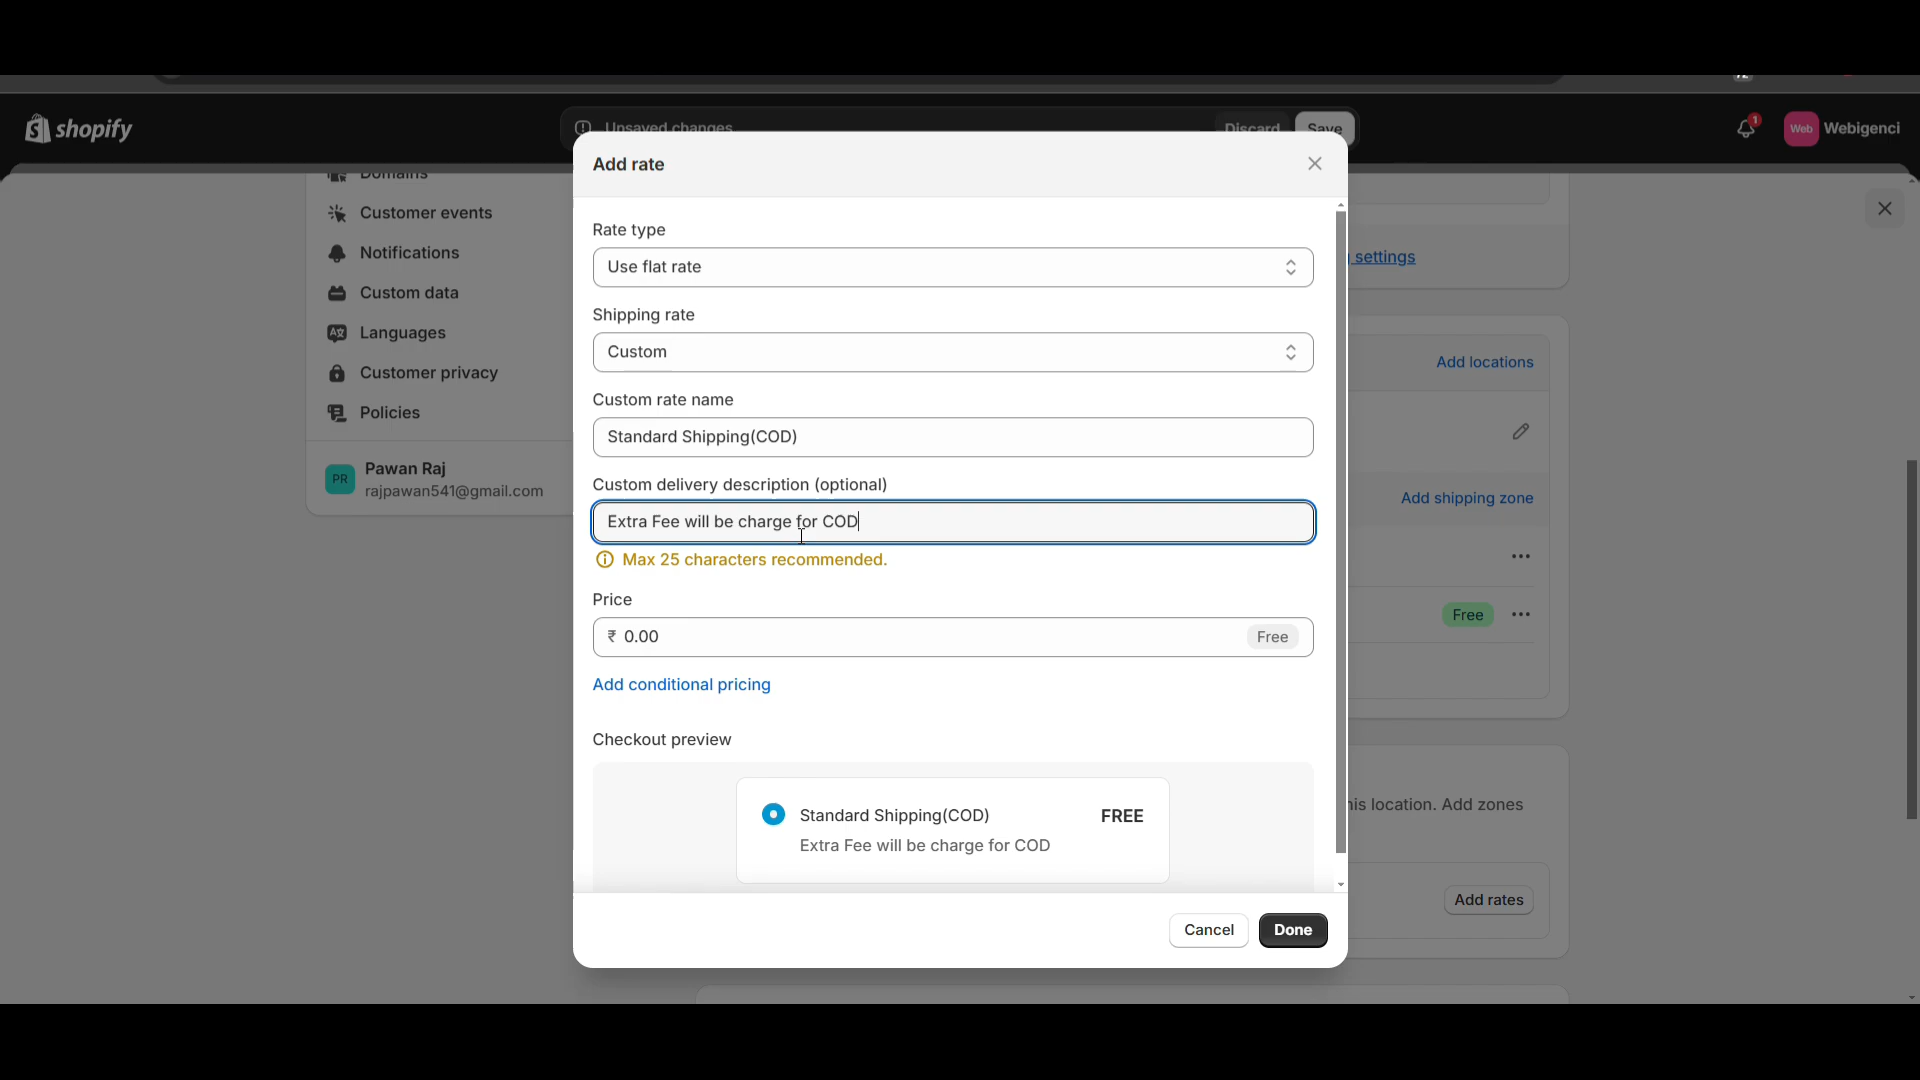 shopify
Unsaved changes
Discard
Save
1
Web
Webigenci
Domains
Customer events
Notifications
Custom data
Languages
Customer privacy
Policies
PR
Pawan Raj
rajpawan541@gmail.com
Add rate
Rate type
Use flat rate
Shipping rate
Custom
Custom rate name
Standard Shipping(COD)
Custom delivery description (optional)
Extra Fee will be charge for COD
Max 25 characters recommended.
Price
₹ 0.00
Free
Add conditional pricing
Checkout preview
Standard Shipping(COD)
FREE
Extra Fee will be charge for COD
Cancel
Done
settings
Add locations
Add shipping zone
Free
location. Add zones
Add rates